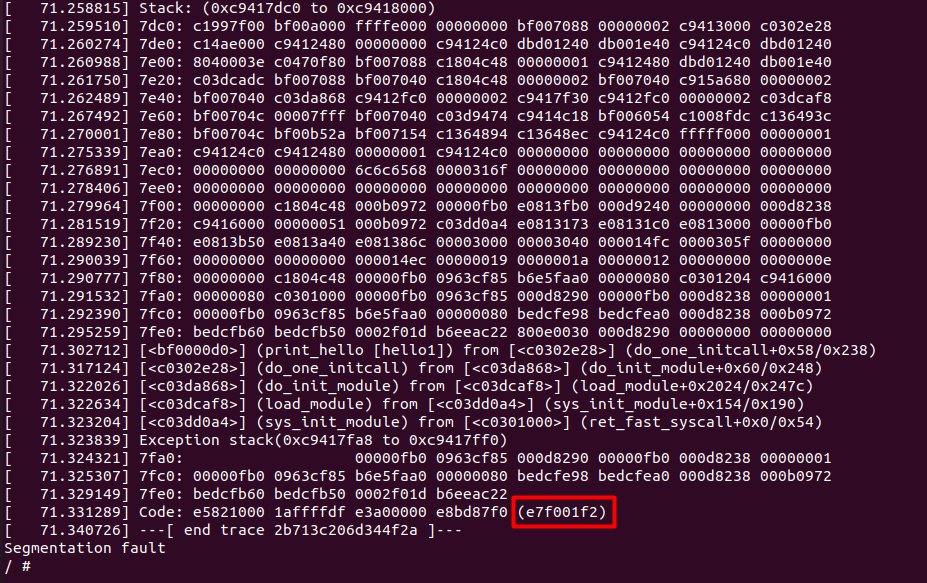 [   71.258815] Stack: (0xc9417dc0 to 0xc9418000)
[   71.259510] 7dc0: c1997f00 bf00a000 ffffe000 00000000 bf007088 00000002 c9413000 c0302e28
[   71.260274] 7de0: c14ae000 c9412480 00000000 c94124c0 dbd01240 db001e40 c94124c0 dbd01240
[   71.260988] 7e00: 8040003e c0470f80 bf007088 c1804c48 00000001 c9412480 dbd01240 db001e40
[   71.261750] 7e20: c03dcadc bf007088 bf007040 c1804c48 00000002 bf007040 c915a680 00000002
[   71.262489] 7e40: bf007040 c03da868 c9412fc0 00000002 c9417f30 c9412fc0 00000002 c03dcaf8
[   71.267492] 7e60: bf00704c 00007fff bf007040 c03d9474 c9414c18 bf006054 c1008fdc c136493c
[   71.270001] 7e80: bf00704c bf00b52a bf007154 c1364894 c13648ec c94124c0 fffff000 00000001
[   71.275339] 7ea0: c94124c0 c9412480 00000001 c94124c0 00000000 00000000 00000000 00000000
[   71.276891] 7ec0: 00000000 00000000 6c6c6568 0000316f 00000000 00000000 00000000 00000000
[   71.278406] 7ee0: 00000000 00000000 00000000 00000000 00000000 00000000 00000000 00000000
[   71.279964] 7f00: 00000000 c1804c48 000b0972 00000fb0 e0813fb0 000d9240 00000000 000d8238
[   71.281519] 7f20: c9416000 00000051 000b0972 c03dd0a4 e0813173 e08131c0 e0813000 00000fb0
[   71.289230] 7f40: e0813b50 e0813a40 e081386c 00003000 00003040 000014fc 0000305f 00000000
[   71.290039] 7f60: 00000000 00000000 000014ec 00000019 0000001a 00000012 00000000 0000000e
[   71.290777] 7f80: 00000000 c1804c48 00000fb0 0963cf85 b6e5faa0 00000080 c0301204 c9416000
[   71.291532] 7fa0: 00000080 c0301000 00000fb0 0963cf85 000d8290 00000fb0 000d8238 00000001
[   71.292390] 7fc0: 00000fb0 0963cf85 b6e5faa0 00000080 bedcfe98 bedcfea0 000d8238 000b0972
[   71.295259] 7fe0: bedcfb60 bedcfb50 0002f01d b6eeac22 800e0030 000d8290 00000000 00000000
[   71.302712] [<bf0000d0>] (print_hello [hello1]) from [<c0302e28>] (do_one_initcall+0x58/0x238)
[   71.317124] [<c0302e28>] (do_one_initcall) from [<c03da868>] (do_init_module+0x60/0x248)
[   71.322026] [<c03da868>] (do_init_module) from [<c03dcaf8>] (load_module+0x2024/0x247c)
[   71.322634] [<c03dcaf8>] (load_module) from [<c03dd0a4>] (sys_init_module+0x154/0x190)
[   71.323204] [<c03dd0a4>] (sys_init_module) from [<c0301000>] (ret_fast_syscall+0x0/0x54)
[   71.323839] Exception stack(0xc9417fa8 to 0xc9417ff0)
[   71.324321] 7fa0:                   00000fb0 0963cf85 000d8290 00000fb0 000d8238 00000001
[   71.325307] 7fc0: 00000fb0 0963cf85 b6e5faa0 00000080 bedcfe98 bedcfea0 000d8238 000b0972
[   71.329149] 7fe0: bedcfb60 bedcfb50 0002f01d b6eeac22
[   71.331289] Code: e5821000 1affffdf e3a00000 e8bd87f0 (e7f001f2)
[   71.340726] ---[ end trace 2b713c206d344f2a ]---
Segmentation fault
/ #